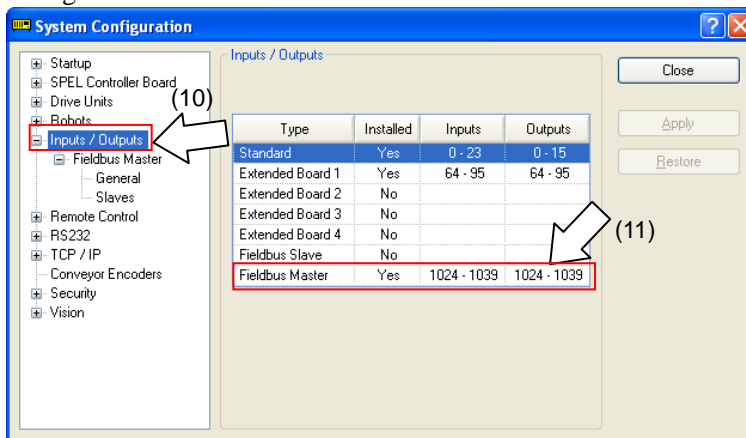 System Configuration
Startup
SPEL Controller Board
Drive Units
Robots
Inputs / Outputs
Fieldbus Master
General
Slaves
Remote Control
RS232
TCP / IP
Conveyor Encoders
Security
Vision
(10)
Inputs / Outputs
Type Installed Inputs Outputs
Standard Yes 0 - 23 0 - 15
Extended Board 1 Yes 64 - 95 64 - 95
Extended Board 2 No
Extended Board 3 No
Extended Board 4 No
Fieldbus Slave No
Fieldbus Master Yes 1024 - 1039 1024 - 1039
(11)
Close
Apply
Restore